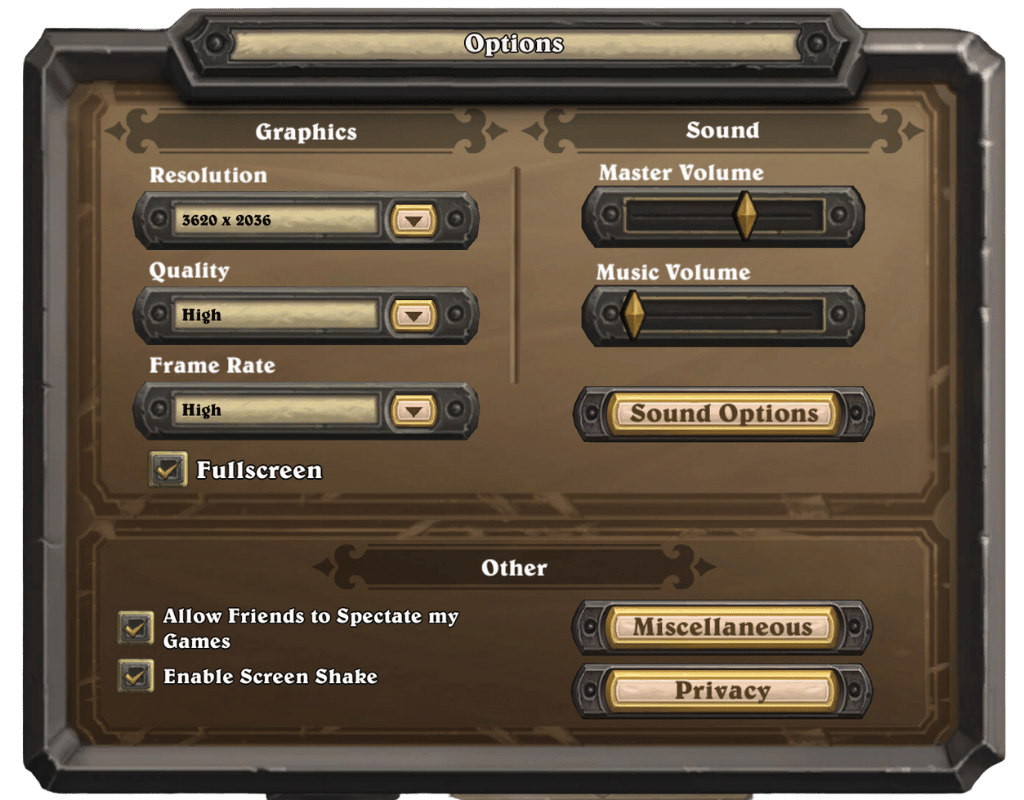 Options
Graphics
Resolution
3620 x 2036
Quality
High
Frame Rate
High
Fullscreen
Sound
Master Volume
Music Volume
Sound Options
Other
Allow Friends to Spectate my
Games
Enable Screen Shake
Miscellaneous
Privacy